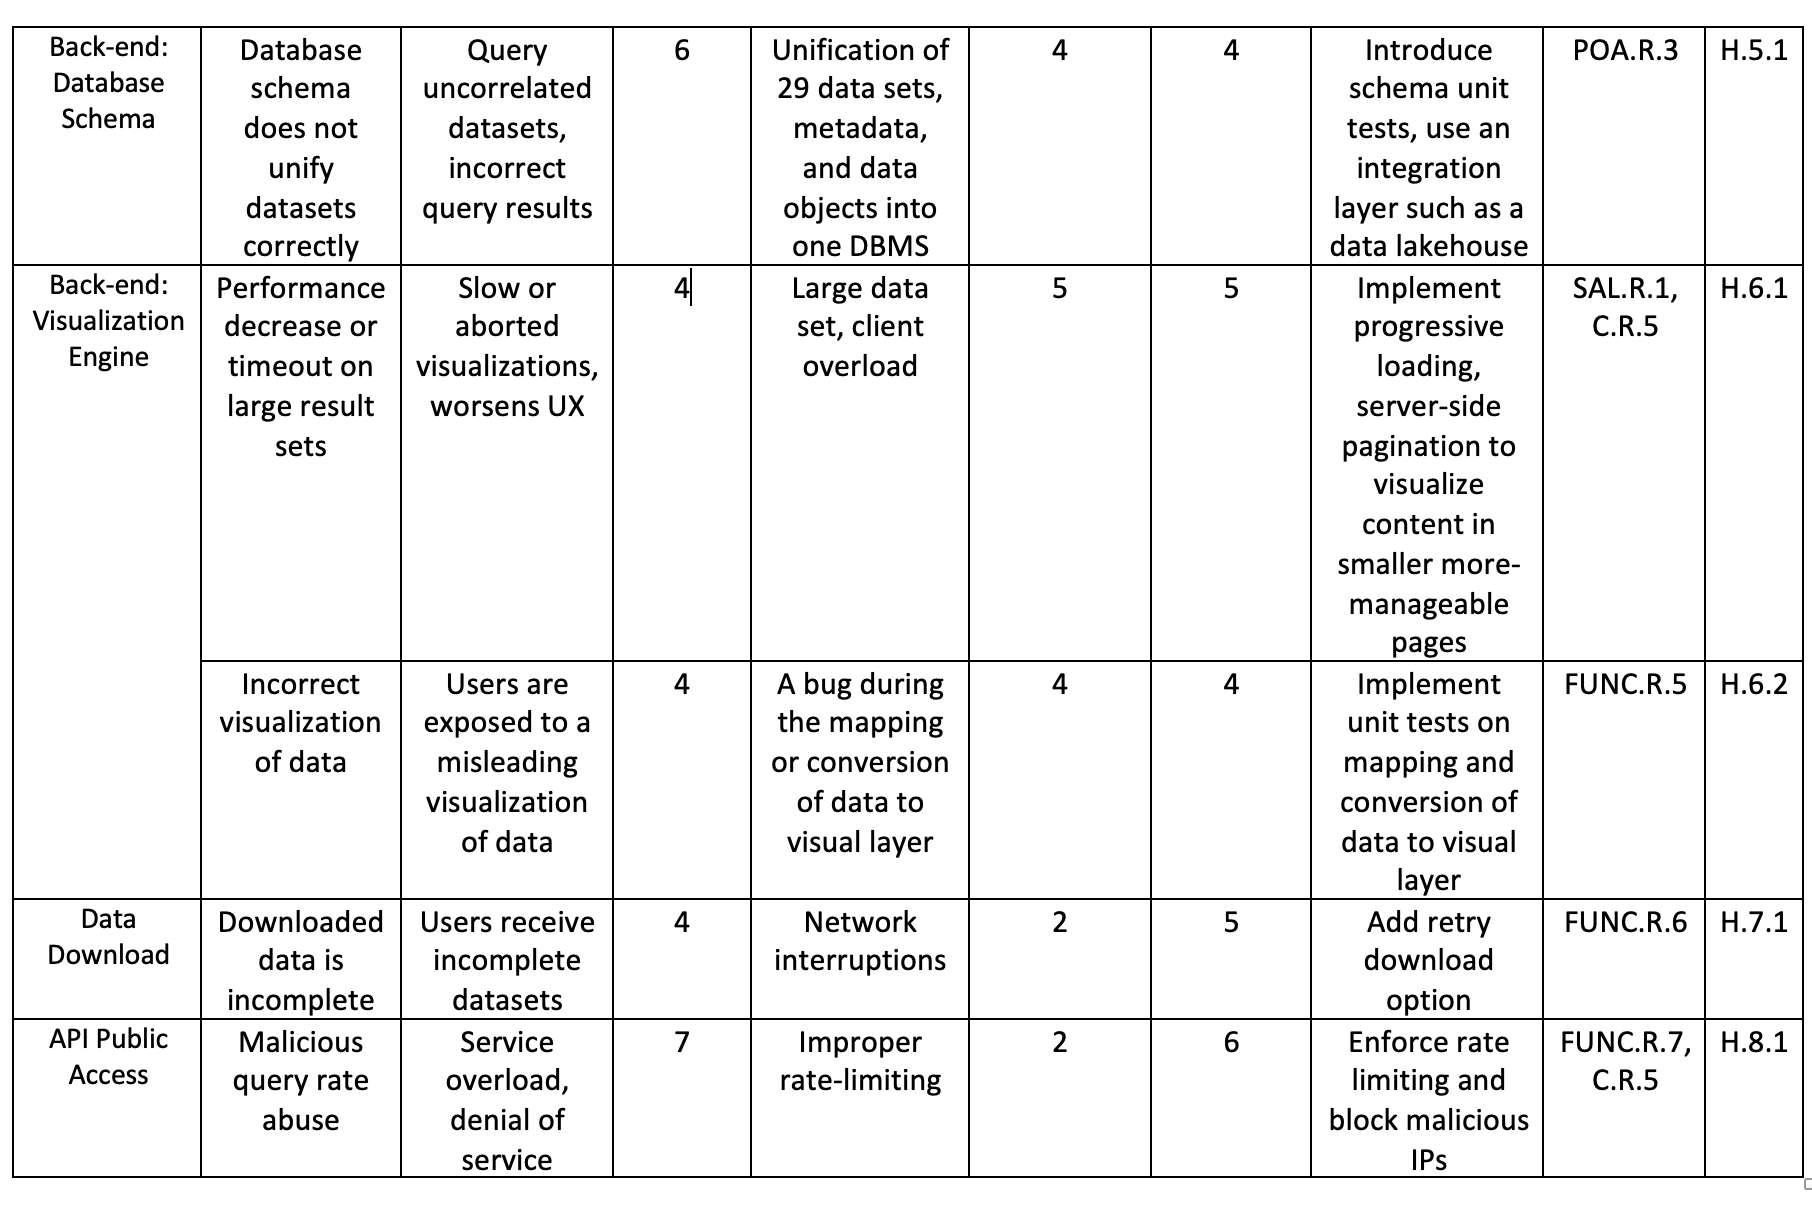 Back-end:
Database
Schema
Database
schema
does not
unify
datasets
correctly
Query
uncorrelated
datasets,
incorrect
query results
6
Unification of
29 data sets,
metadata,
and data
objects into
one DBMS
4
4
Introduce
schema unit
tests, use an
integration
layer such as a
data lakehouse
POA.R.3
H.5.1
Back-end:
Visualization
Engine
Performance
decrease or
timeout on
large result
sets
Slow or
aborted
visualizations,
worsens UX
4
Large data
set, client
overload
5
5
Implement
progressive
loading,
server-side
pagination to
visualize
content in
smaller more-
manageable
pages
SAL.R.1,
C.R.5
H.6.1
Incorrect
visualization
of data
Users are
exposed to a
misleading
visualization
of data
4
A bug during
the mapping
or conversion
of data to
visual layer
4
4
Implement
unit tests on
mapping and
conversion of
data to visual
layer
FUNC.R.5
H.6.2
Data
Download
Downloaded
data is
incomplete
Users receive
incomplete
datasets
4
Network
interruptions
2
5
Add retry
download
option
FUNC.R.6
H.7.1
API Public
Access
Malicious
query rate
abuse
Service
overload,
denial of
service
7
Improper
rate-limiting
2
6
Enforce rate
limiting and
block malicious
IPs
FUNC.R.7,
C.R.5
H.8.1